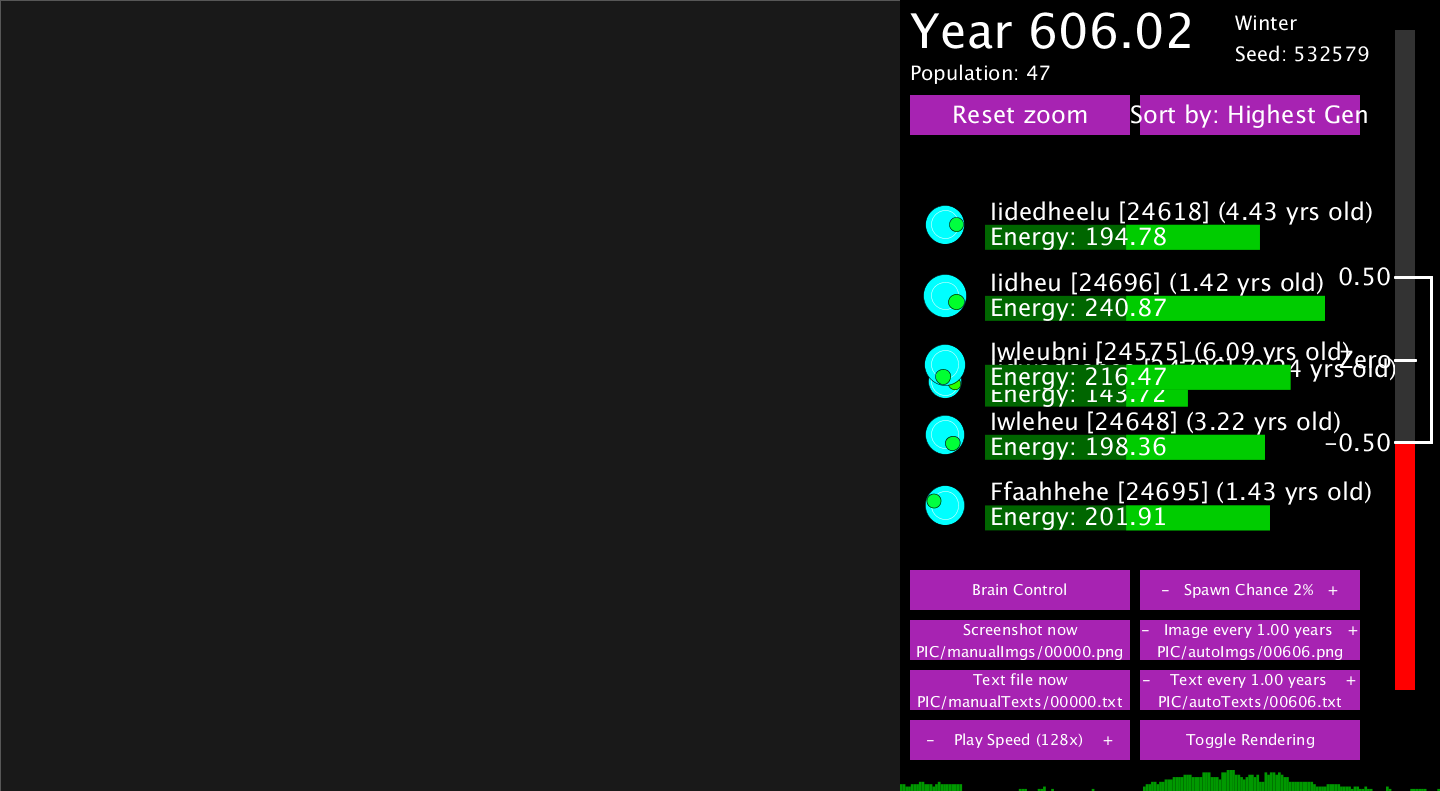 Year 606.02
Winter
Seed: 532579
Population: 47
Reset zoom
Sort by: Highest Gen
Iidedheelu [24618] (4.43 yrs old)
Energy: 194.78
Iidheu [24696] (1.42 yrs old)
Energy: 240.87
0.50
Jwleubni [24575] (6.09 yrs old)
Zero
yrs old)
Energy: 216.47
Energy: 143.72
Iwleheu [24648] (3.22 yrs old)
Energy: 198.36
-0.50
Ffaahhehe [24695] (1.43 yrs old)
Energy: 201.91
Brain Control
- Spawn Chance 2% +
Screenshot now
PIC/manualImgs/00000.png
- Image every 1.00 years +
PIC/autoImgs/00606.png
Text file now
PIC/manualTexts/00000.txt
- Text every 1.00 years +
PIC/autoTexts/00606.txt
- Play Speed (128x) +
Toggle Rendering